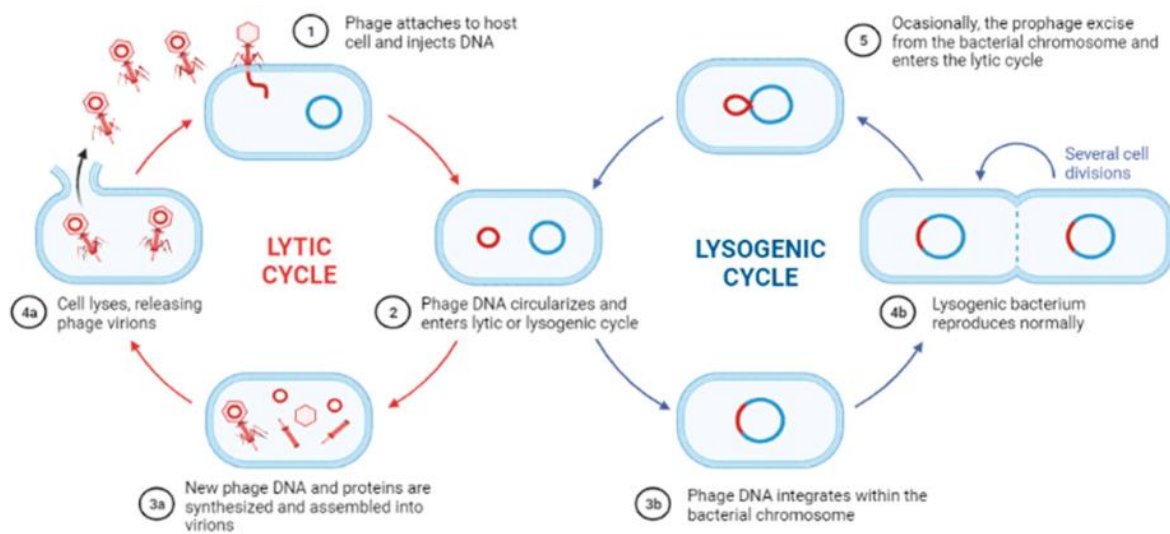 1
Phage attaches to host
cell and injects DNA
5
Ocasionally, the prophage excise
from the bacterial chromosome and
enters the lytic cycle
Several cell
divisions
LYTIC
CYCLE
LYSOGENIC
CYCLE
4a
Cell lyses, releasing
phage virions
2
Phage DNA circularizes and
enters lytic or lysogenic cycle
4b
Lysogenic bacterium
reproduces normally
3a
New phage DNA and proteins are
synthesized and assembled into
virions
3b
Phage DNA integrates within the
bacterial chromosome